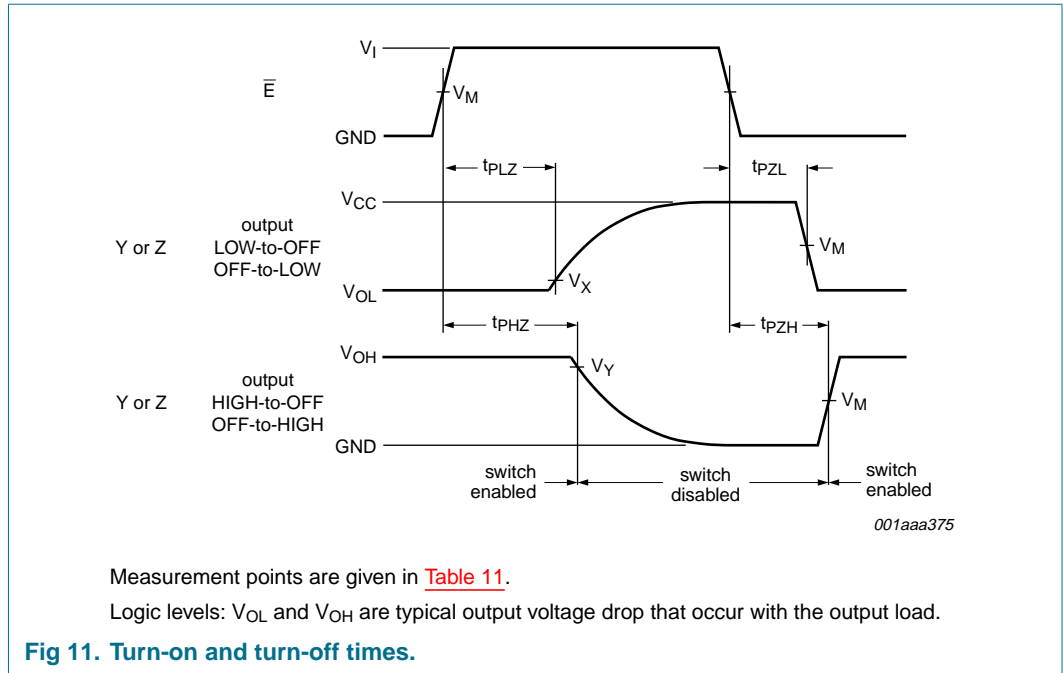 V_I
E̅
V_M
GND
t_PLZ
t_PZL
V_CC
output
Y or Z
LOW-to-OFF
OFF-to-LOW
V_M
V_X
V_OL
t_PHZ
t_PZH
V_OH
V_Y
output
Y or Z
HIGH-to-OFF
OFF-to-HIGH
V_M
GND
switch
enabled
switch
disabled
switch
enabled
001aaa375
Measurement points are given in Table 11.
Logic levels: V_OL and V_OH are typical output voltage drop that occur with the output load.
Fig 11. Turn-on and turn-off times.